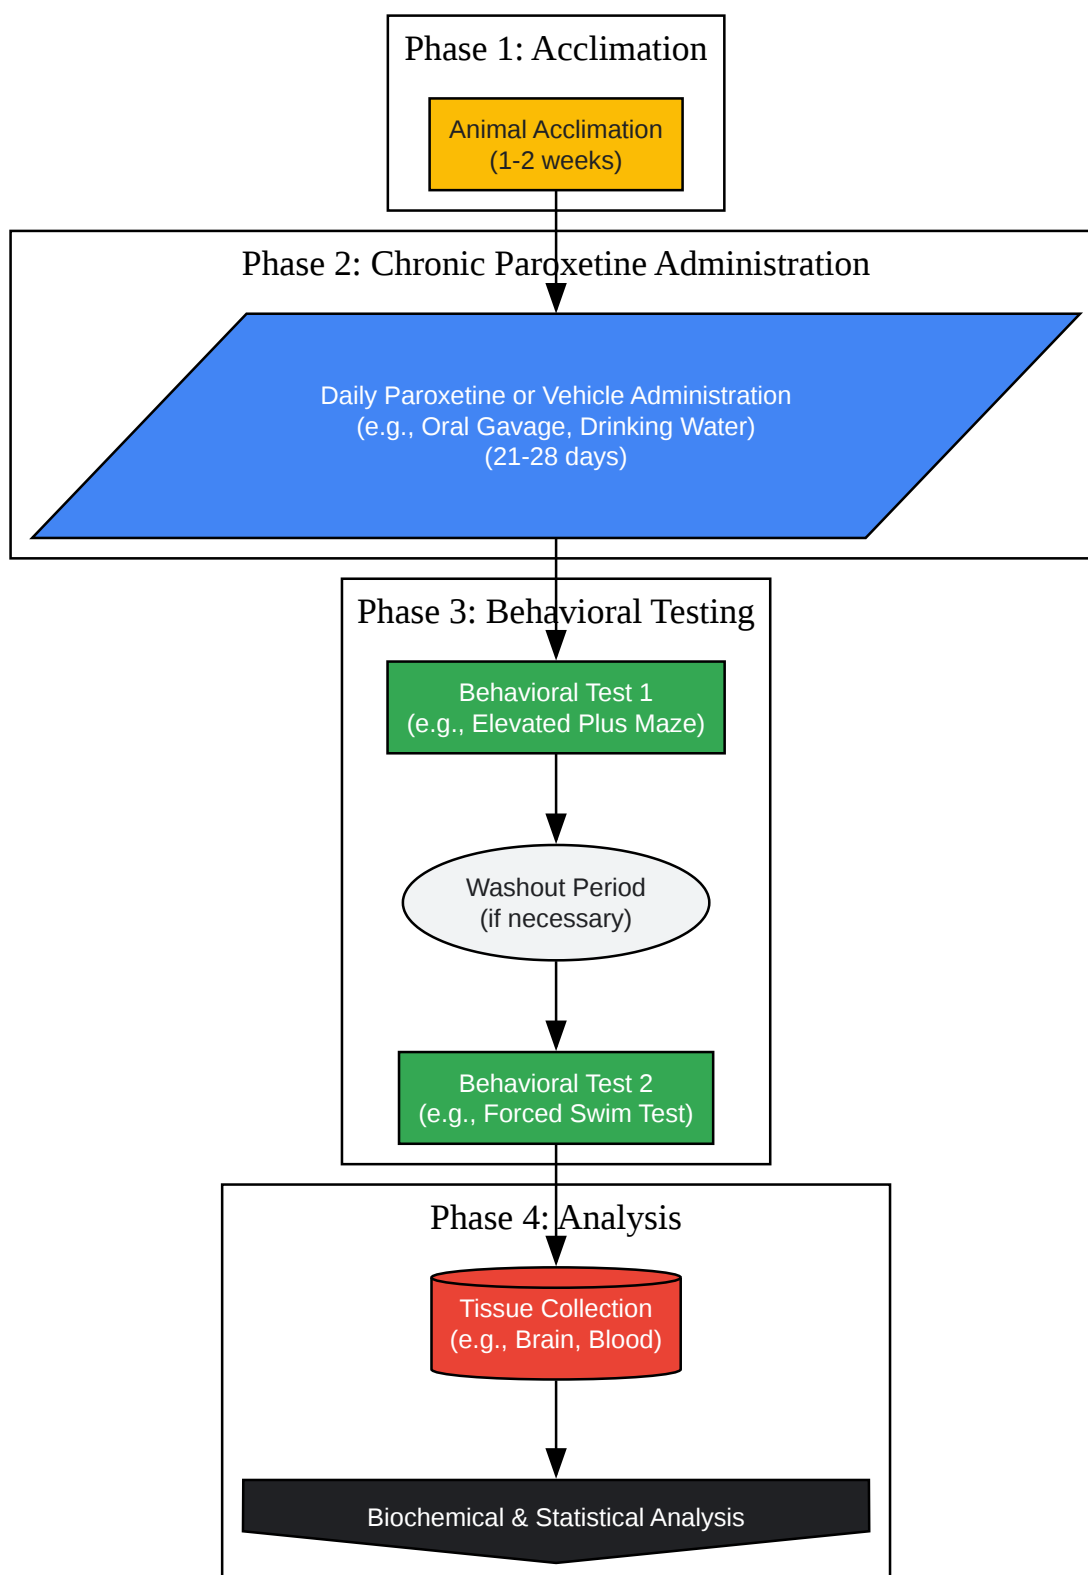 Phase 1: Acclimation
Animal Acclimation
(1-2 weeks)
Phase 2: Chronic Paroxetine Administration
Daily Paroxetine or Vehicle Administration
(e.g., Oral Gavage, Drinking Water)
(21-28 days)
Phase 3: Behavioral Testing
Behavioral Test 1
(e.g., Elevated Plus Maze)
Washout Period
(if necessary)
Behavioral Test 2
(e.g., Forced Swim Test)
Phase 4: Analysis
Tissue Collection
(e.g., Brain, Blood)
Biochemical & Statistical Analysis